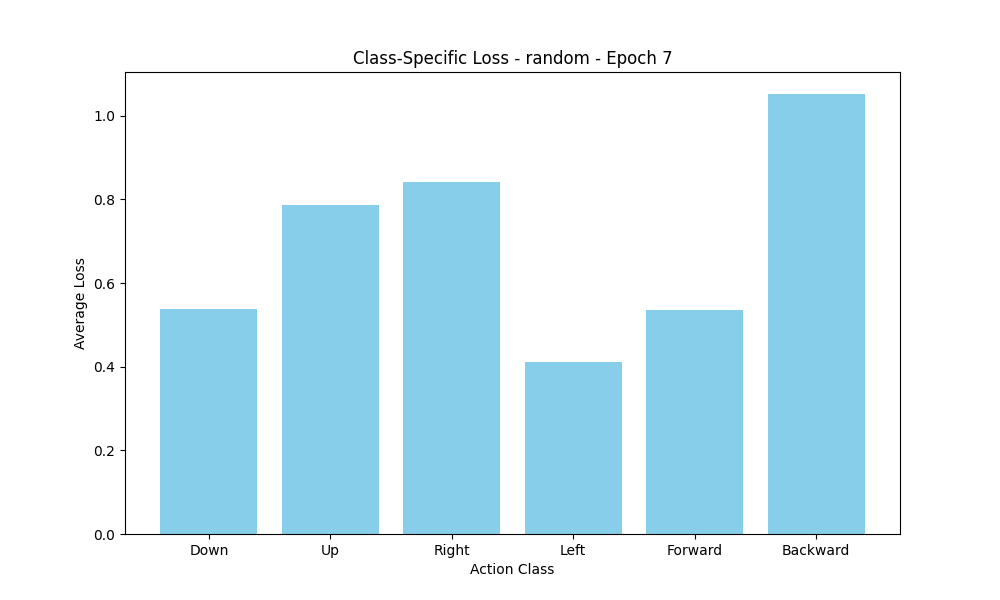 Class-Specific Loss - random - Epoch 7
Average Loss
1.0
0.8
0.6
0.4
0.2
0.0
Down Up Right Left Forward Backward
Action Class